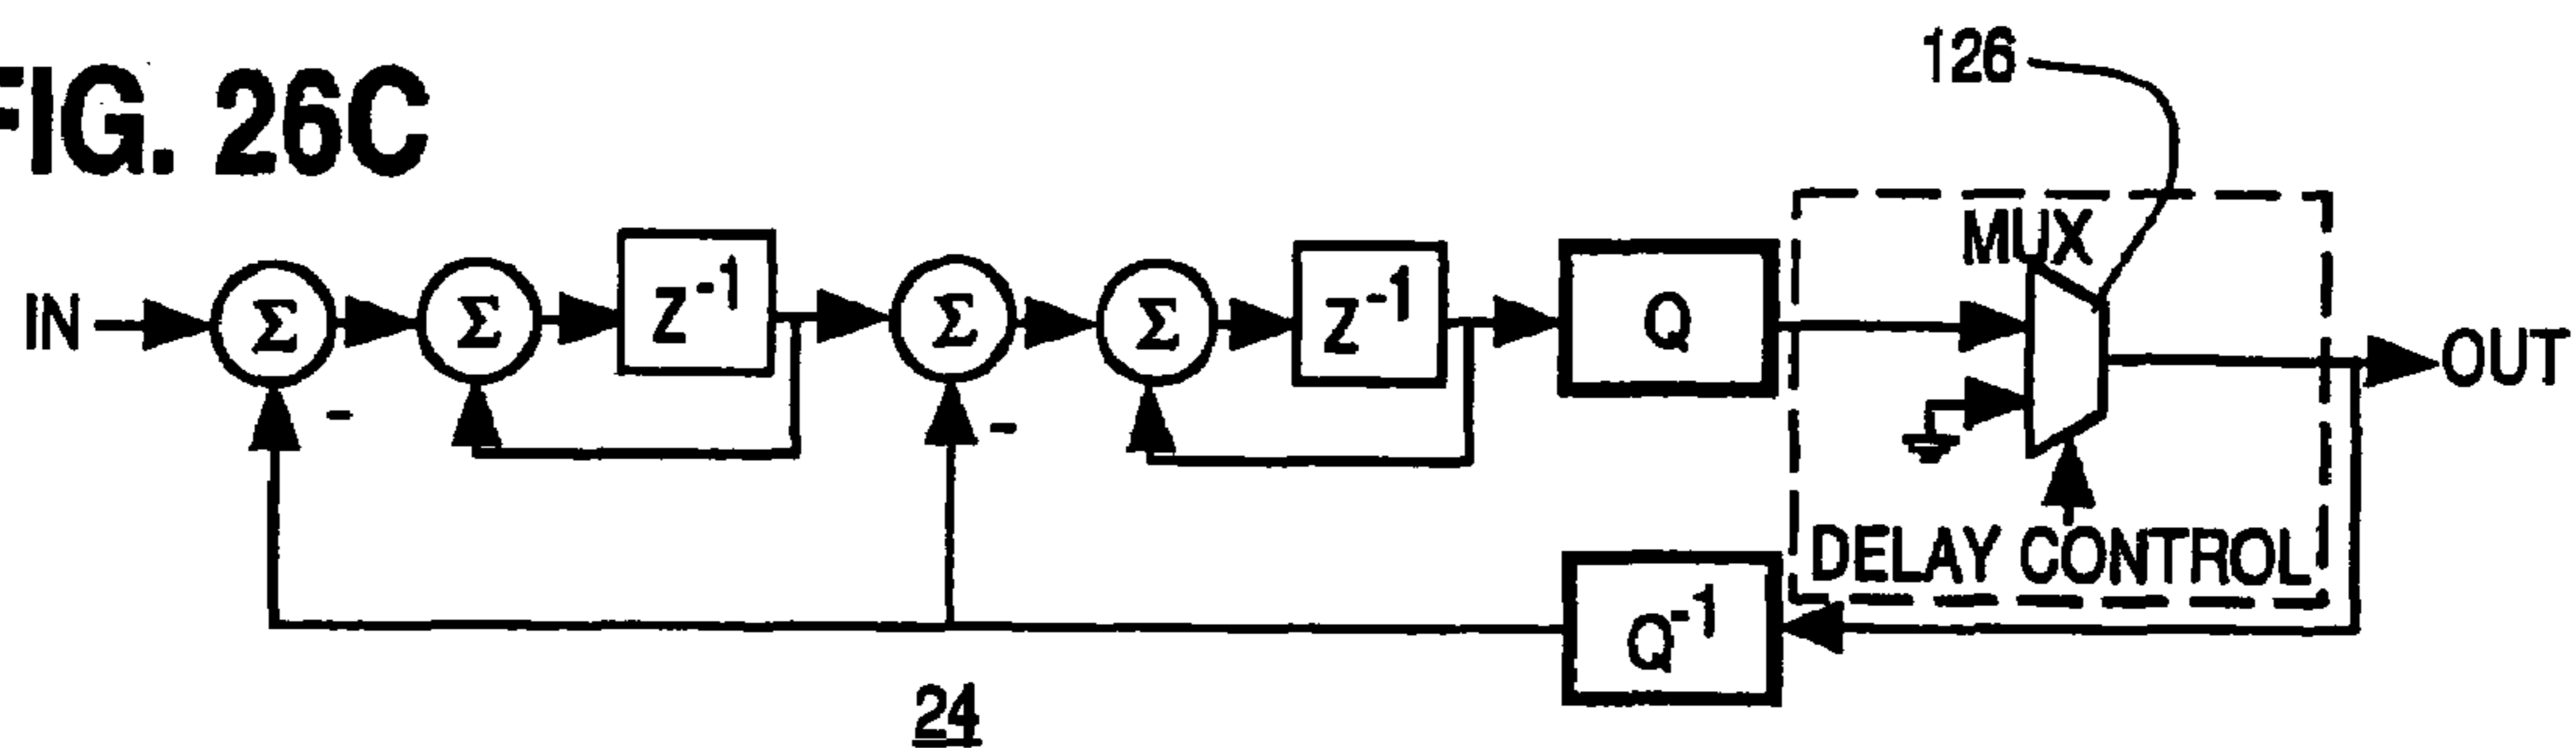 FIG. 26C
126
MUX
IN
Σ
Σ
Z-1
Σ
Σ
Z-1
Q
OUT
DELAY CONTROL
-
-
Q-1
24